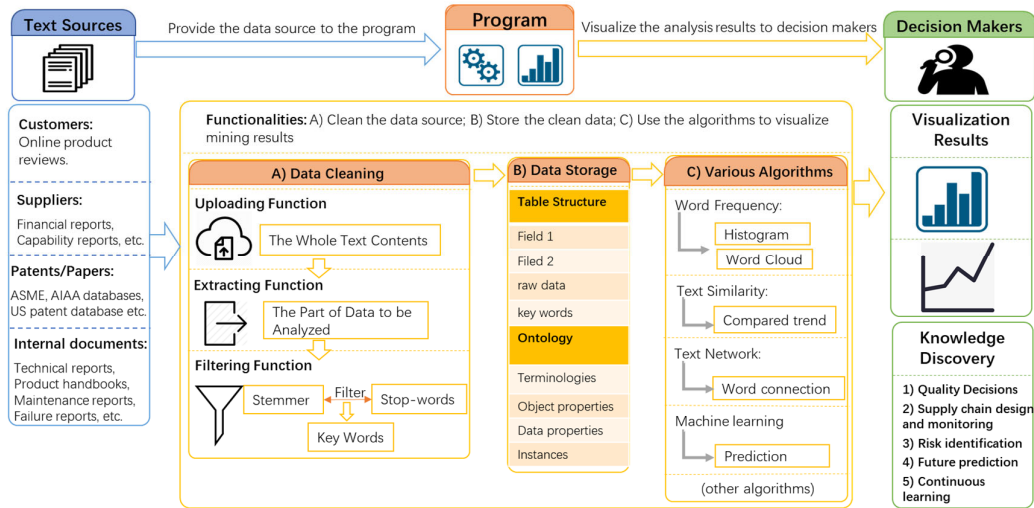 Text Sources
Provide the data source to the program
Program
Visualize the analysis results to decision makers
Decision Makers
Customers:
Online product
reviews.
Suppliers:
Financial reports,
Capability reports, etc.
Patents/Papers:
ASME, AIAA databases,
US patent database etc.
Internal documents:
Technical reports,
Product handbooks,
Maintenance reports,
Failure reports, etc.
Functionalities: A) Clean the data source; B) Store the clean data; C) Use the algorithms to visualize
mining results
A) Data Cleaning
Uploading Function
The Whole Text Contents
Extracting Function
The Part of Data to be
Analyzed
Filtering Function
Stemmer
Filter
Stop-words
Key Words
B) Data Storage
Table Structure
Field 1
Filed 2
raw data
key words
Ontology
Terminologies
Object properties
Data properties
Instances
C) Various Algorithms
Word Frequency:
Histogram
Word Cloud
Text Similarity:
Compared trend
Text Network:
Word connection
Machine learning
Prediction
(other algorithms)
Visualization
Results
Knowledge
Discovery
1) Quality Decisions
2) Supply chain design
and monitoring
3) Risk identification
4) Future prediction
5) Continuous
learning